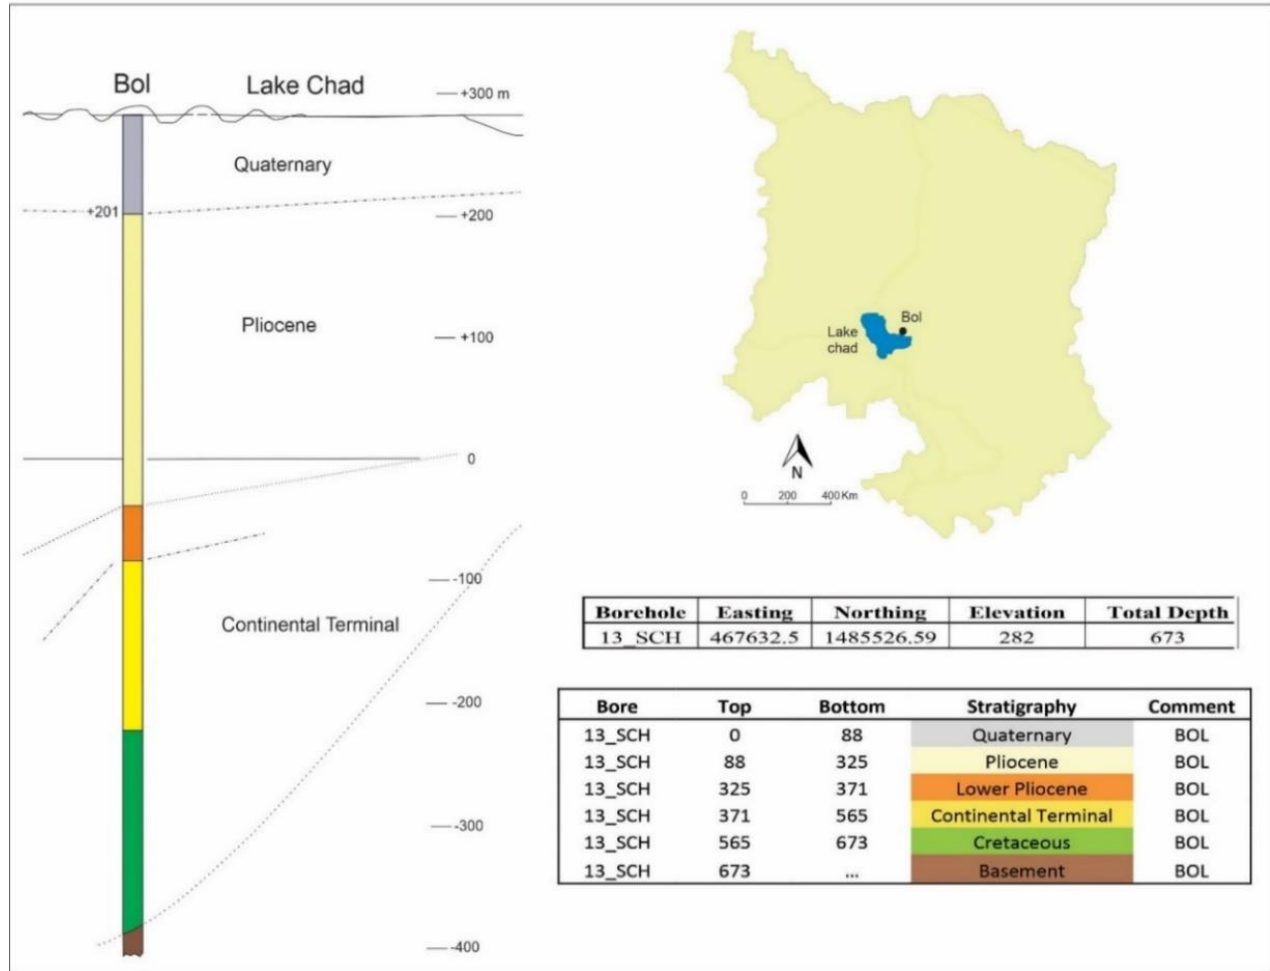 Bol Lake Chad
+300 m
Quaternary
+201
+200
Pliocene
+100
0
-100
Continental Terminal
-200
-300
-400
Bol
Lake
chad
N
0 200 400 Km
Borehole Easting Northing Elevation Total Depth
13_SCH 467632.5 1485526.59 282 673
Bore Top Bottom Stratigraphy Comment
13_SCH 0 88 Quaternary BOL
13_SCH 88 325 Pliocene BOL
13_SCH 325 371 Lower Pliocene BOL
13_SCH 371 565 Continental Terminal BOL
13_SCH 565 673 Cretaceous BOL
13_SCH 673 ... Basement BOL